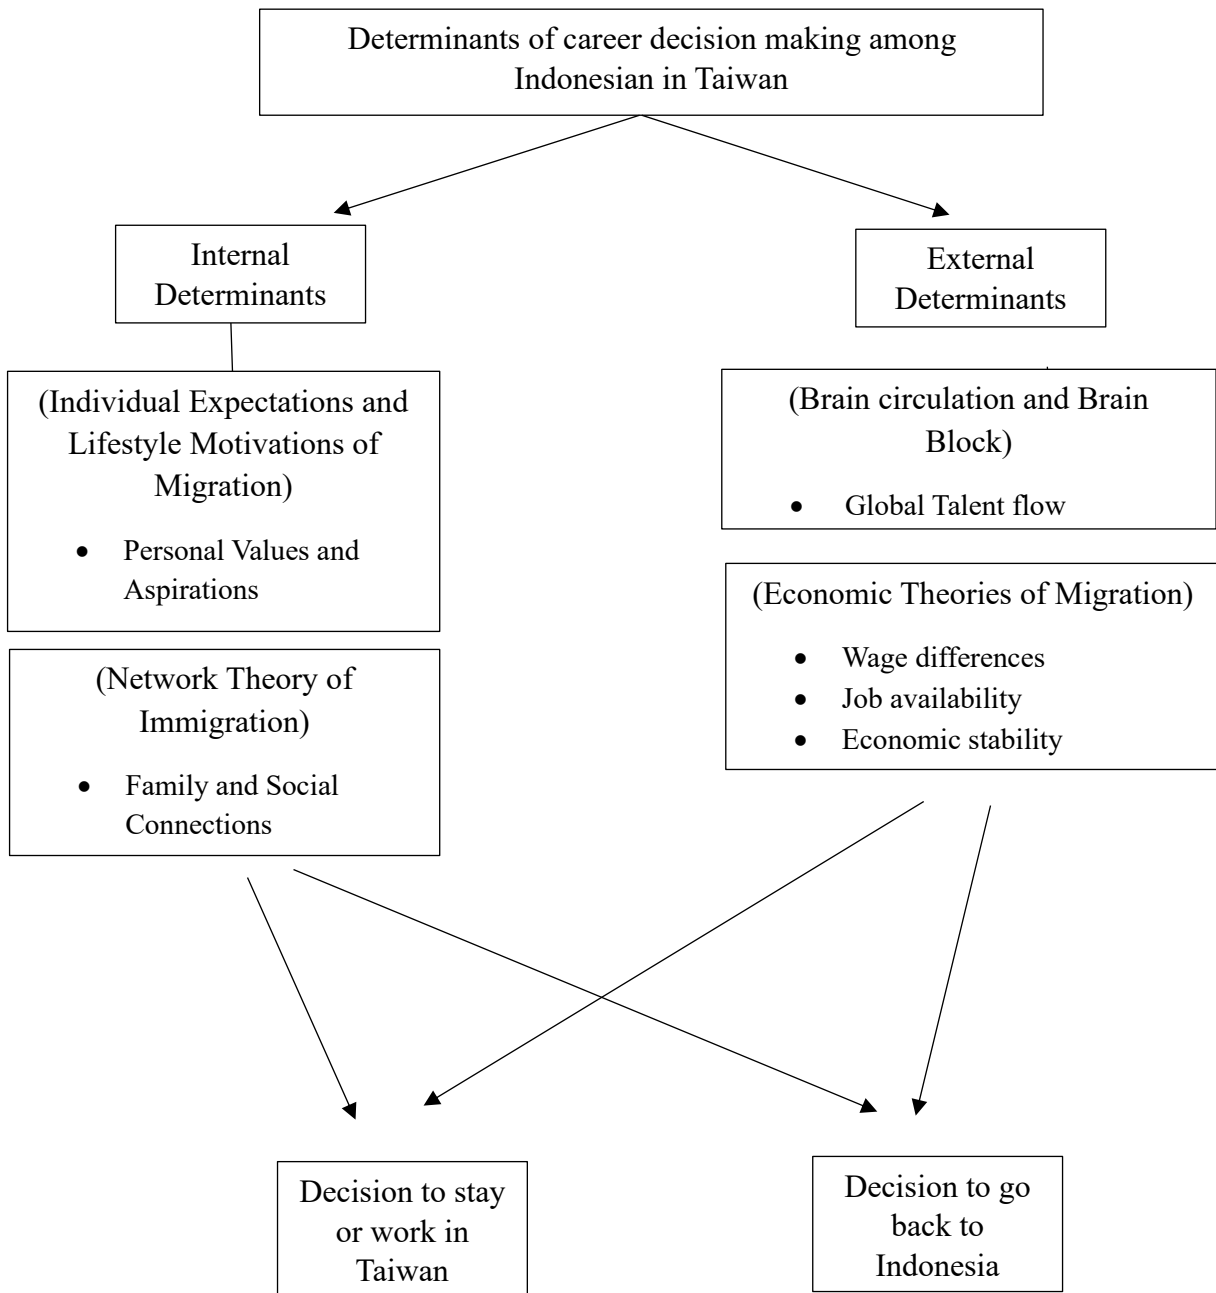 Determinants of career decision making among
Indonesian in Taiwan
Internal
Determinants
External
Determinants
(Individual Expectations and
Lifestyle Motivations of
Migration)
• Personal Values and
Aspirations
(Network Theory of
Immigration)
• Family and Social
Connections
(Brain circulation and Brain
Block)
• Global Talent flow
(Economic Theories of Migration)
• Wage differences
• Job availability
• Economic stability
Decision to stay
or work in
Taiwan
Decision to go
back to
Indonesia